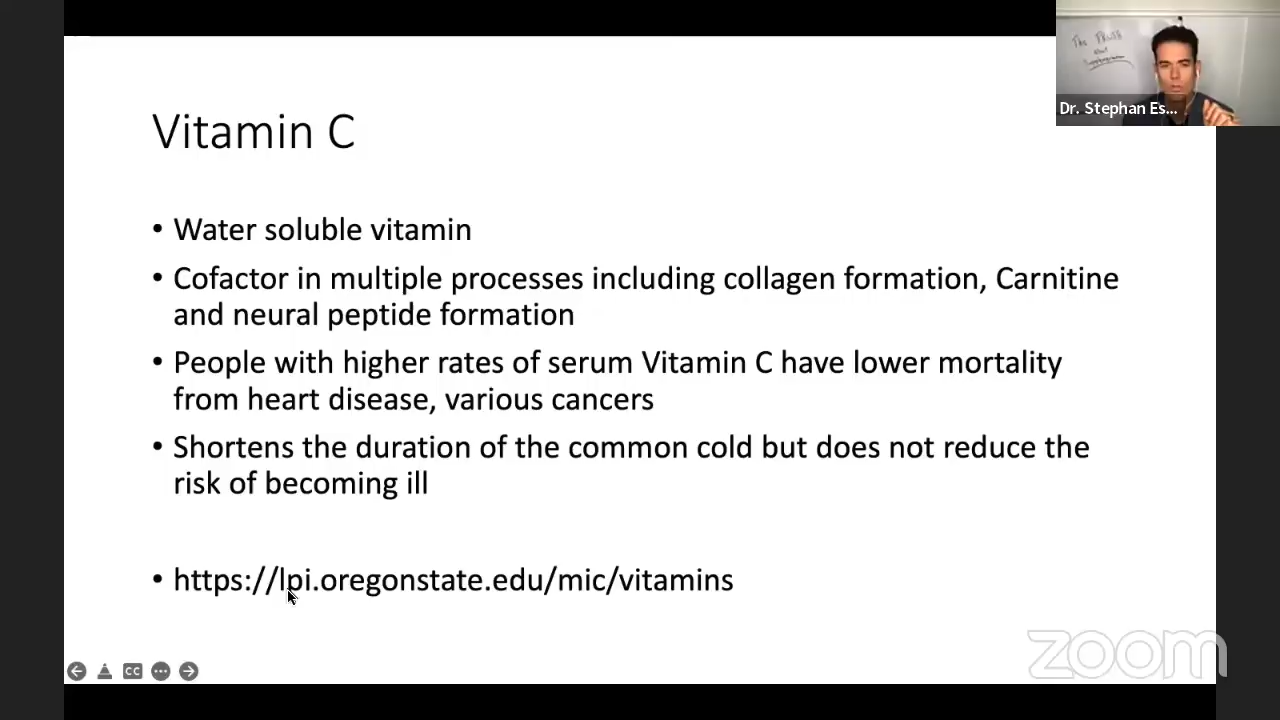 The
Dr. Stephan Es...
Vitamin C
• Water soluble vitamin
• Cofactor in multiple processes including collagen formation, Carnitine
and neural peptide formation
• People with higher rates of serum Vitamin C have lower mortality
from heart disease, various cancers
• Shortens the duration of the common cold but does not reduce the
risk of becoming ill
• https://lpi.oregonstate.edu/mic/vitamins
CC
zoom